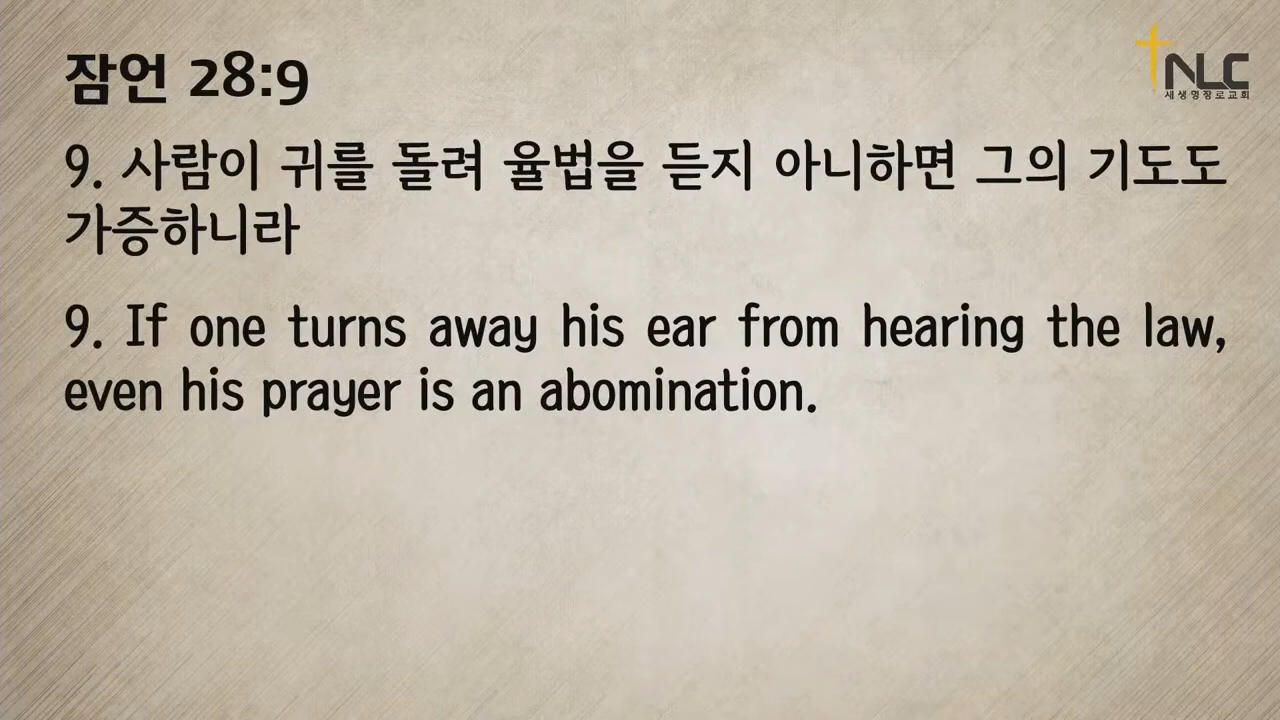 잠언 28:9
NLC
새생명장로교회
9. 사람이 귀를 돌려 율법을 듣지 아니하면 그의 기도도
가증하니라
9. If one turns away his ear from hearing the law,
even his prayer is an abomination.